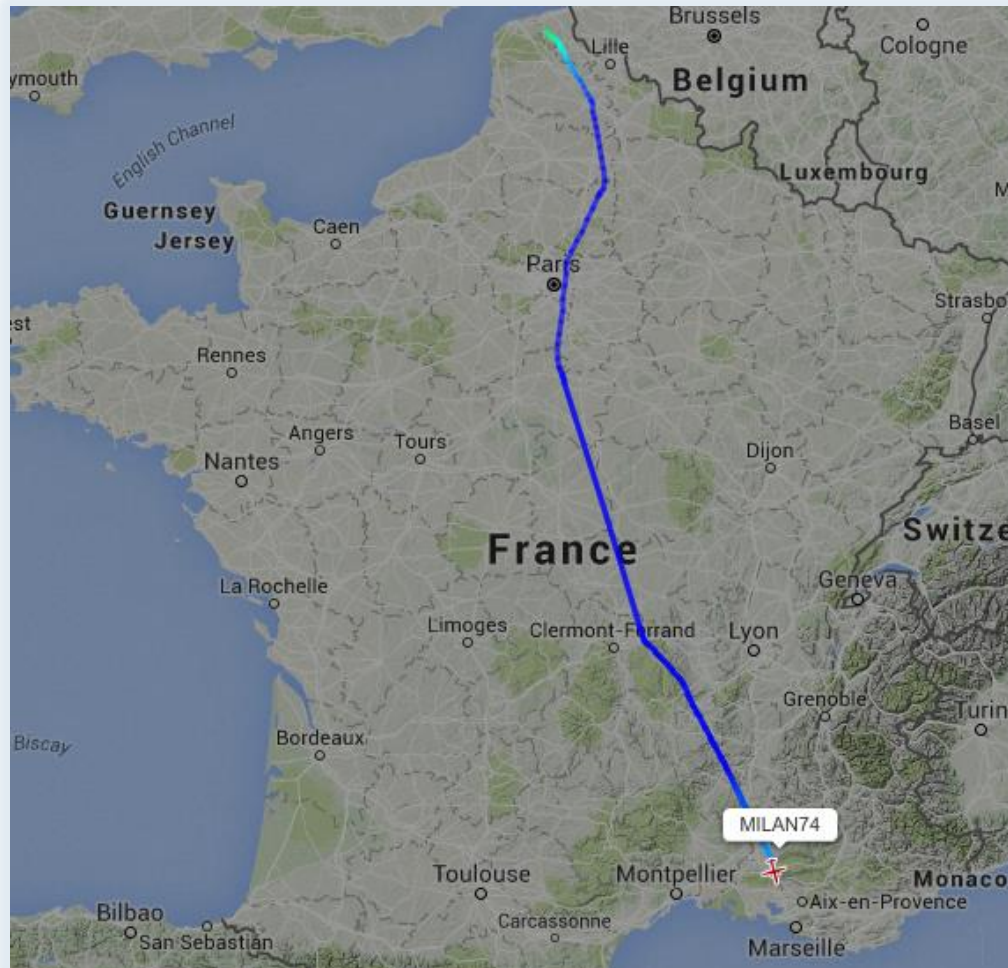 Brussels
Lille
Cologne
ymouth
Belgium
English Channel
Luxembourg
M
Guernsey
Jersey
Caen
Paris
Strasbo
est
Rennes
Angers
Tours
Dijon
Basel
Nantes
France
Switze
Geneva
La Rochelle
Limoges
Clermont-Ferrand
Lyon
Grenoble
Turin
Biscay
Bordeaux
MILAN74
Toulouse
Montpellier
Monaco
Aix-en-Provence
Bilbao
San Sebastian
Carcassonne
Marseille